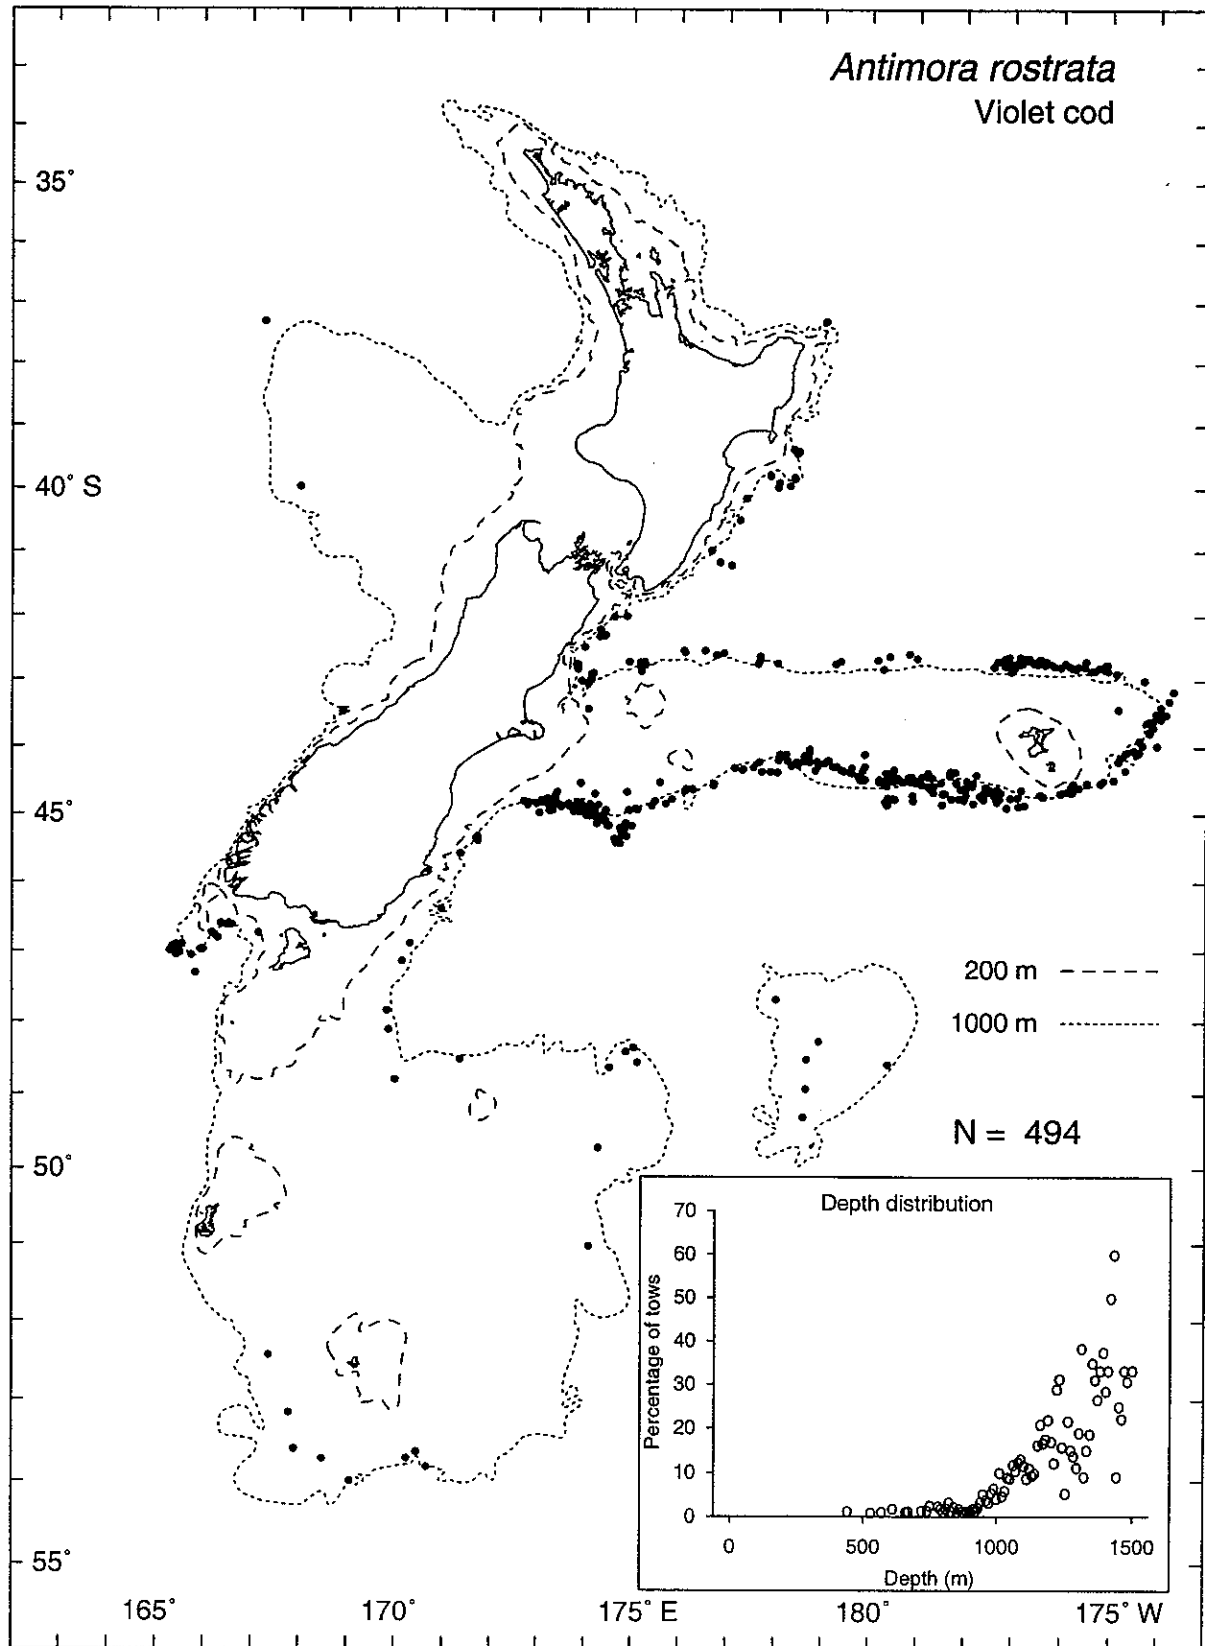 Antimora rostrata
Violet cod
35°
40° S
45°
200 m
1000 m
50°
N = 494
Depth distribution
70
60
50
40
30
20
10
0
Percentage of tows
0 500 1000 1500
Depth (m)
55°
165° 170° 175° E 180° 175° W